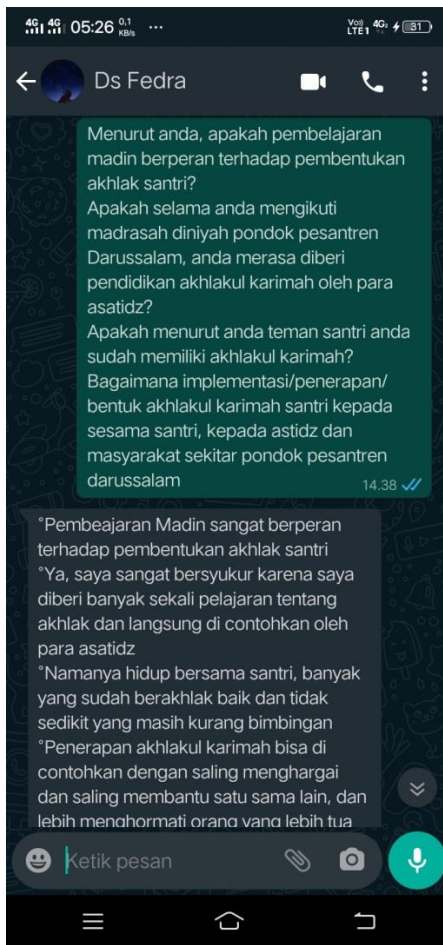 4G 4G 05:26 0,1 KB/s ...
Vo)) LTE1 4G 31
Ds Fedra
Menurut anda, apakah pembelajaran
madin berperan terhadap pembentukan
akhlak santri?
Apakah selama anda mengikuti
madrasah diniyah pondok pesantren
Darussalam, anda merasa diberi
pendidikan akhlakul karimah oleh para
asatidz?
Apakah menurut anda teman santri anda
sudah memiliki akhlakul karimah?
Bagaimana implementasi/penerapan/
bentuk akhlakul karimah santri kepada
sesama santri, kepada astidz dan
masyarakat sekitar pondok pesantren
darussalam
14.38
°Pembeajaran Madin sangat berperan
terhadap pembentukan akhlak santri
°Ya, saya sangat bersyukur karena saya
diberi banyak sekali pelajaran tentang
akhlak dan langsung di contohkan oleh
para asatidz
°Namanya hidup bersama santri, banyak
yang sudah berakhlak baik dan tidak
sedikit yang masih kurang bimbingan
°Penerapan akhlakul karimah bisa di
contohkan dengan saling menghargai
dan saling membantu satu sama lain, dan
lebih menghormati orang yang lebih tua
Ketik pesan